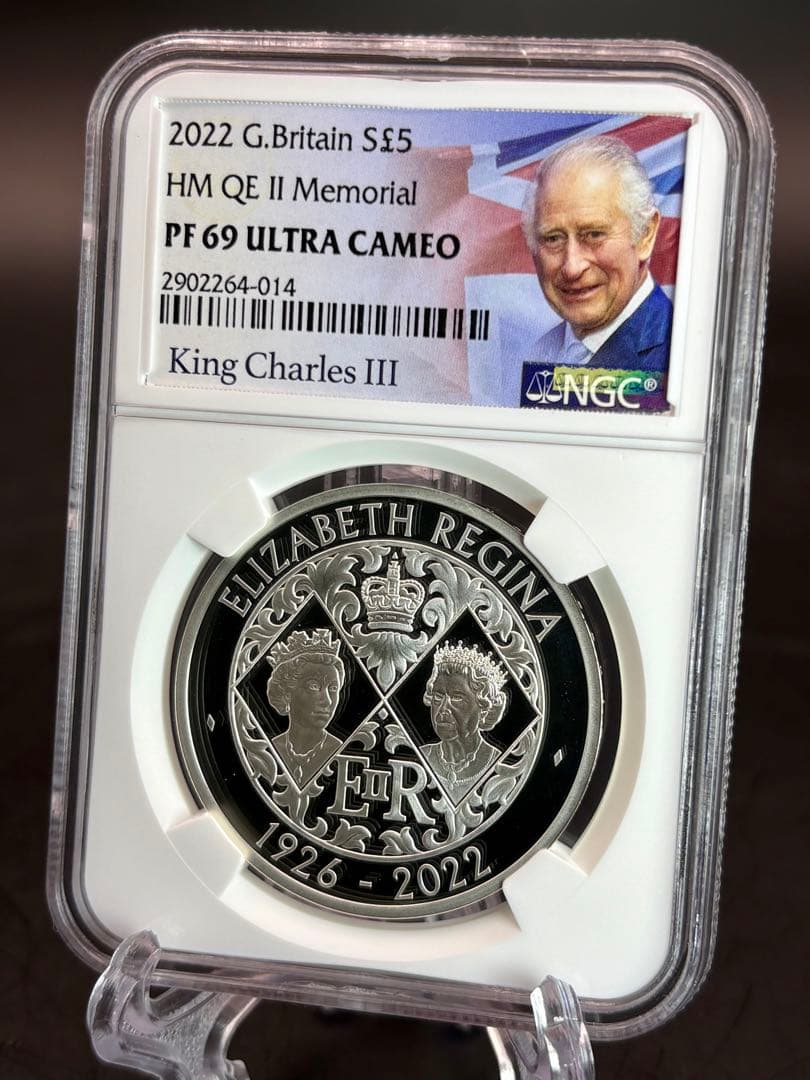 2022 G.Britain S£5
HM QE II Memorial
PF 69 ULTRA CAMEO
2902264-014
King Charles III
NGC®
ELIZABETH REGINA
EIIR
1926 - 2022